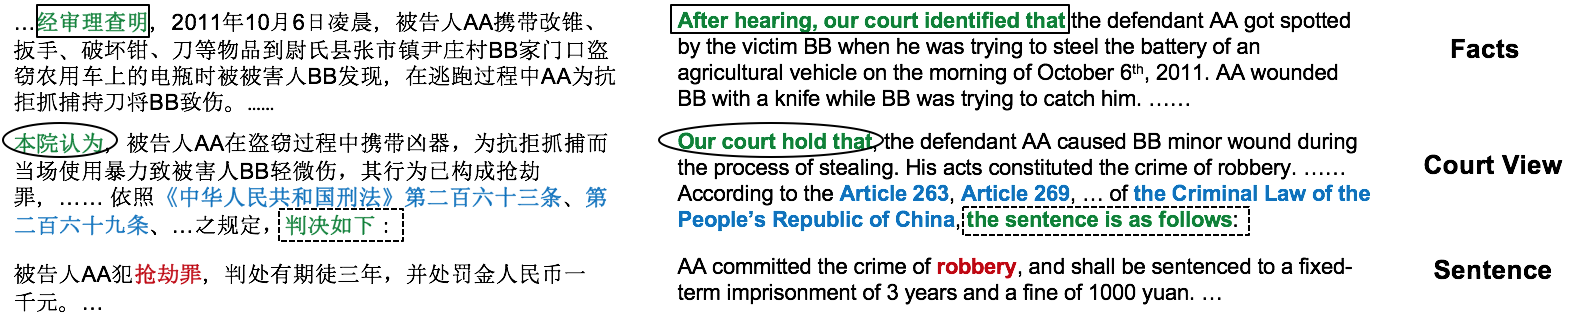 …经审理查明，2011年10月6日凌晨，被告人AA携带改锥、
扳手、破坏钳、刀等物品到尉氏县张市镇尹庄村BB家门口盗
窃农用车上的电瓶时被被害人BB发现，在逃跑过程中AA为抗
拒抓捕持刀将BB致伤。……
本院认为，被告人AA在盗窃过程中携带凶器，为抗拒抓捕而
当场使用暴力致被害人BB轻微伤，其行为已构成抢劫
罪，…… 依照《中华人民共和国刑法》第二百六十三条、第
二百六十九条、…之规定，判决如下：
被告人AA犯抢劫罪，判处有期徒三年，并处罚金人民币一
千元。…
After hearing, our court identified that the defendant AA got spotted
by the victim BB when he was trying to steel the battery of an
agricultural vehicle on the morning of October 6th, 2011. AA wounded
BB with a knife while BB was trying to catch him. ……
Our court hold that, the defendant AA caused BB minor wound during
the process of stealing. His acts constituted the crime of robbery. ……
According to the Article 263, Article 269, … of the Criminal Law of the
People's Republic of China, the sentence is as follows:
AA committed the crime of robbery, and shall be sentenced to a fixed-
term imprisonment of 3 years and a fine of 1000 yuan. …
Facts
Court View
Sentence